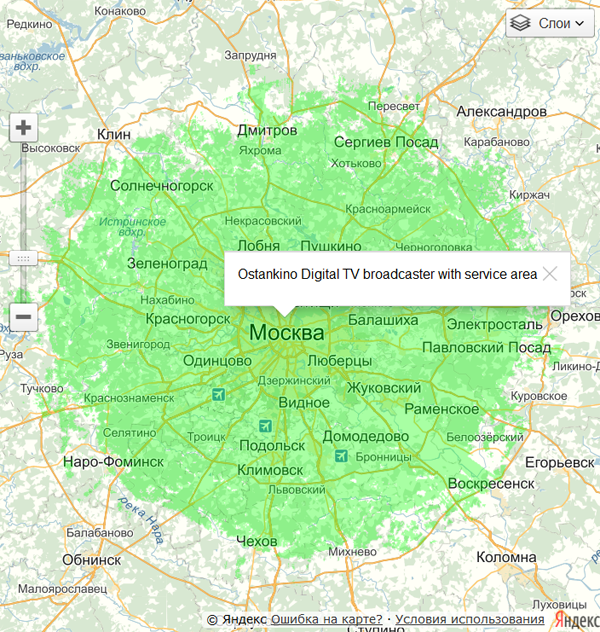 Конаково
Редкино
Слои
Иваньковское
вдхр.
Запрудня
Пересвет
Александров
Клин
Дмитров
Сергиев Посад
Карабаново
Высоковск
Яхрома
Хотьково
Солнечногорск
Киржач
Красноармейск
Истринское
вдхр.
Некрасовский
Лобня
Пушкино
Черноголовка
Зеленоград
Ostankino Digital TV broadcaster with service area
Нахабино
Красногорск
Балашиха
Электросталь
Москва
Звенигород
Павловский Посад
Руза
Одинцово
Люберцы
Дзержинский
Тучково
Жуковский
Краснознаменск
Куровское
Видное
Раменское
Селятино
Троицк
Домодедово
Белоозёрский
Подольск
Бронницы
Наро-Фоминск
Климовск
Егорьевск
Львовский
Воскресенск
река Нара
Балабаново
Чехов
Михнево
Обнинск
Коломна
Малоярославец
Луховицы
© Яндекс Ошибка на карте? · Условия использования
Яндекс